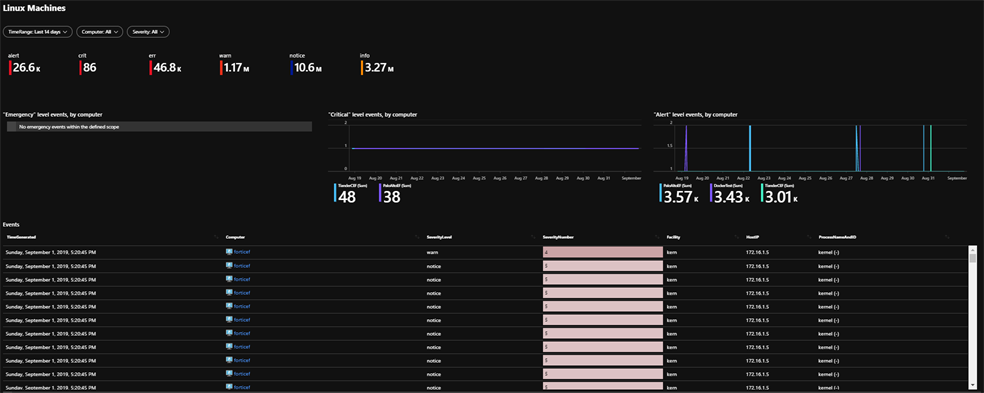 Linux Machines
TimeRange: Last 14 days
Computer: All
Severity: All
alert crit err warn notice info
26.6 K 86 46.8 K 1.17 M 10.6 M 3.27 M
"Emergency" level events, by computer
No emergency events within the defined scope
"Critical" level events, by computer
2
1
0
Aug 19 Aug 20 Aug 21 Aug 22 Aug 23 Aug 24 Aug 25 Aug 26 Aug 27 Aug 28 Aug 29 Aug 30 Aug 31 September
48 38
"Alert" level events, by computer
2
1.5
1
Aug 19 Aug 20 Aug 21 Aug 22 Aug 23 Aug 24 Aug 25 Aug 26 Aug 27 Aug 28 Aug 29 Aug 30 Aug 31 September
3.57 K 3.43 K 3.01 K
Events
TimeGenerated Computer SeverityLevel SeverityNumber Facility HostIP ProcessNameAndID
Sunday, September 1, 2019, 5:20:45 PM forticef warn 4 kern 172.16.1.5 kernel (-)
Sunday, September 1, 2019, 5:20:45 PM forticef notice 5 kern 172.16.1.5 kernel (-)
Sunday, September 1, 2019, 5:20:45 PM forticef notice 5 kern 172.16.1.5 kernel (-)
Sunday, September 1, 2019, 5:20:45 PM forticef notice 5 kern 172.16.1.5 kernel (-)
Sunday, September 1, 2019, 5:20:45 PM forticef notice 5 kern 172.16.1.5 kernel (-)
Sunday, September 1, 2019, 5:20:45 PM forticef notice 5 kern 172.16.1.5 kernel (-)
Sunday, September 1, 2019, 5:20:45 PM forticef notice 5 kern 172.16.1.5 kernel (-)
Sunday, September 1, 2019, 5:20:45 PM forticef notice 5 kern 172.16.1.5 kernel (-)
Sunday, September 1, 2019, 5:20:45 PM forticef notice 5 kern 172.16.1.5 kernel (-)
Sunday, September 1, 2019, 5:20:45 PM forticef notice 5 kern 172.16.1.5 kernel (-)
Sunday, September 1, 2019, 5:20:45 PM forticef notice 5 kern 172.16.1.5 kernel (-)